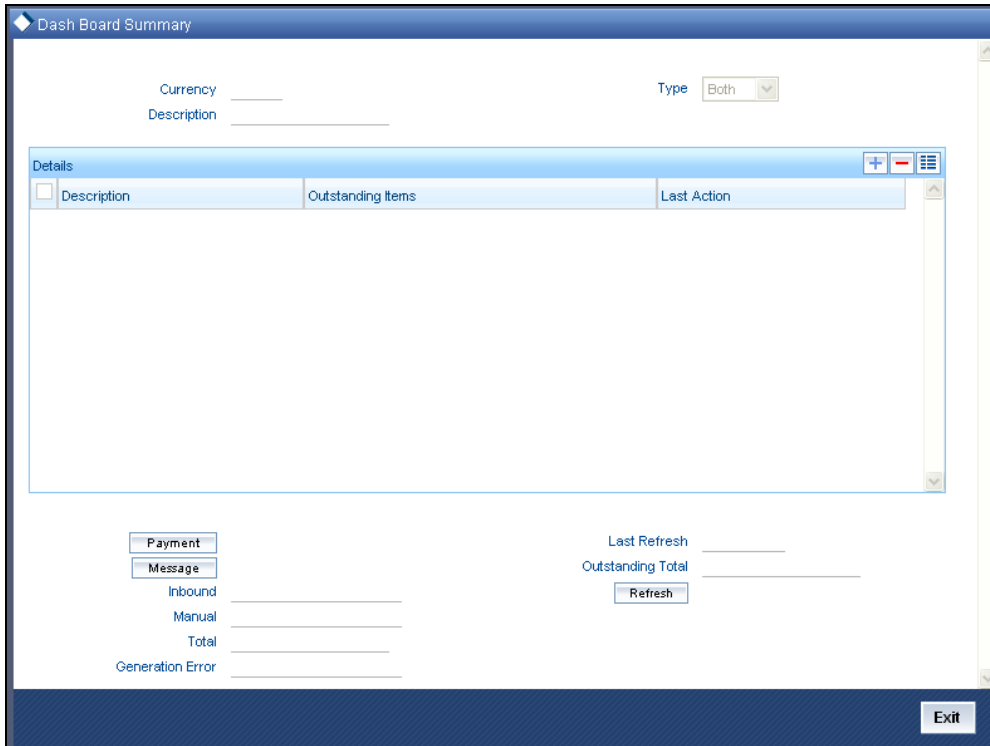 Dash Board Summary
Currency
Type Both
Description
Details
Description Outstanding Items Last Action
Payment
Last Refresh
Message
Outstanding Total
Inbound
Refresh
Manual
Total
Generation Error
Exit